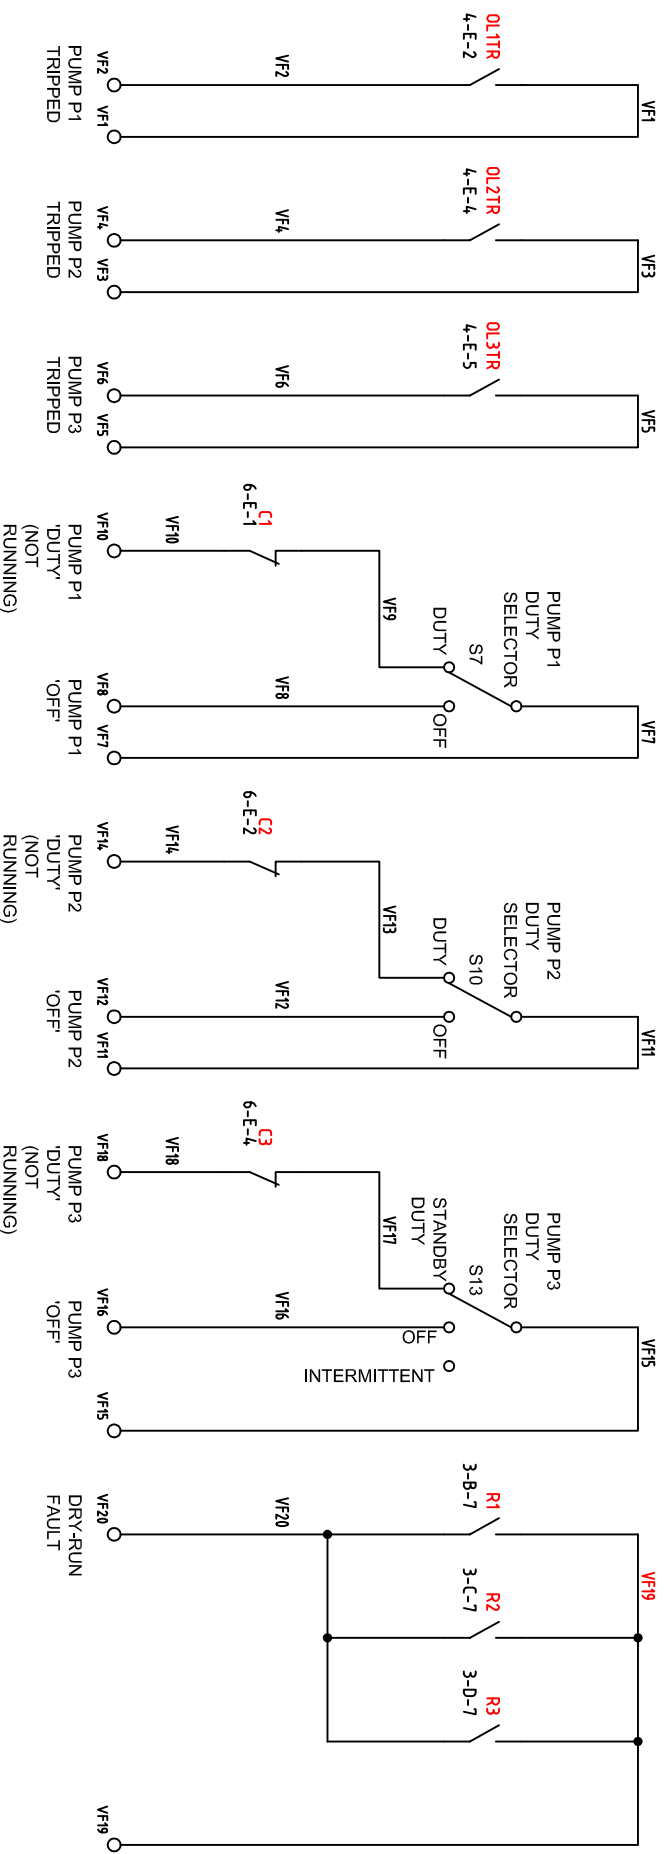 OL1TR
4-E-2
VF1
VF2
VF2
VF1
PUMP P1
TRIPPED
OL2TR
4-E-4
VF3
VF4
VF4
VF3
PUMP P2
TRIPPED
OL3TR
4-E-5
VF5
VF6
VF6
VF5
PUMP P3
TRIPPED
PUMP P1
DUTY
SELECTOR
S7
DUTY
OFF
VF7
VF9
C1
6-E-1
VF10
VF8
VF10
VF8
VF7
PUMP P1
'DUTY'
(NOT
RUNNING)
PUMP P1
'OFF'
PUMP P2
DUTY
SELECTOR
S10
DUTY
OFF
VF11
VF13
C2
6-E-2
VF14
VF12
VF14
VF12
VF11
PUMP P2
'DUTY'
(NOT
RUNNING)
PUMP P2
'OFF'
PUMP P3
DUTY
SELECTOR
S13
STANDBY
DUTY
OFF
INTERMITTENT
VF15
VF17
C3
6-E-4
VF18
VF16
VF18
VF16
VF15
PUMP P3
'DUTY'
(NOT
RUNNING)
PUMP P3
'OFF'
R1
3-B-7
VF19
R2
3-C-7
R3
3-D-7
VF20
VF20
VF19
DRY-RUN
FAULT